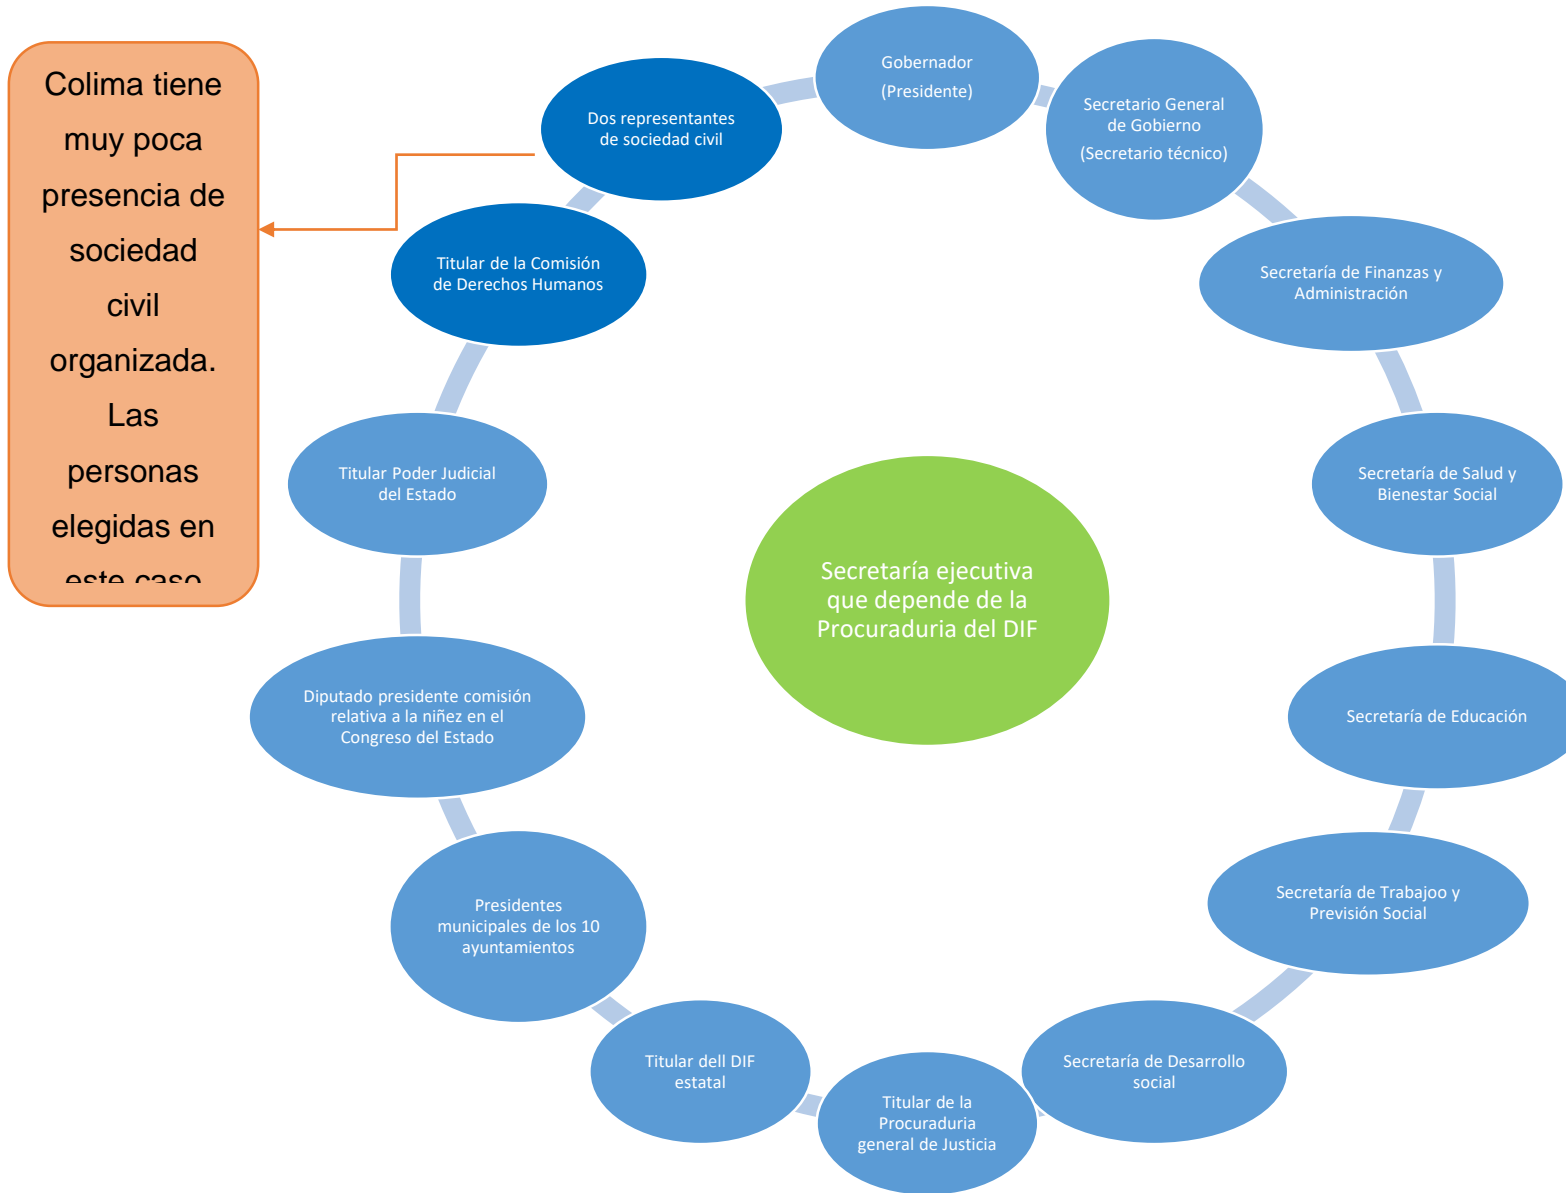 Colima tiene
muy poca
presencia de
sociedad
civil
organizada.
Las
personas
elegidas en
este caso
Gobernador
(Presidente)
Secretario General
de Gobierno
(Secretario técnico)
Secretaría de Finanzas y
Administración
Secretaría de Salud y
Bienestar Social
Secretaría de Educación
Secretaría de Trabajoo y
Previsión Social
Secretaría de Desarrollo
social
Titular de la
Procuraduria
general de Justicia
Titular dell DIF
estatal
Presidentes
municipales de los 10
ayuntamientos
Diputado presidente comisión
relativa a la niñez en el
Congreso del Estado
Titular Poder Judicial
del Estado
Titular de la Comisión
de Derechos Humanos
Dos representantes
de sociedad civil
Secretaría ejecutiva
que depende de la
Procuraduria del DIF